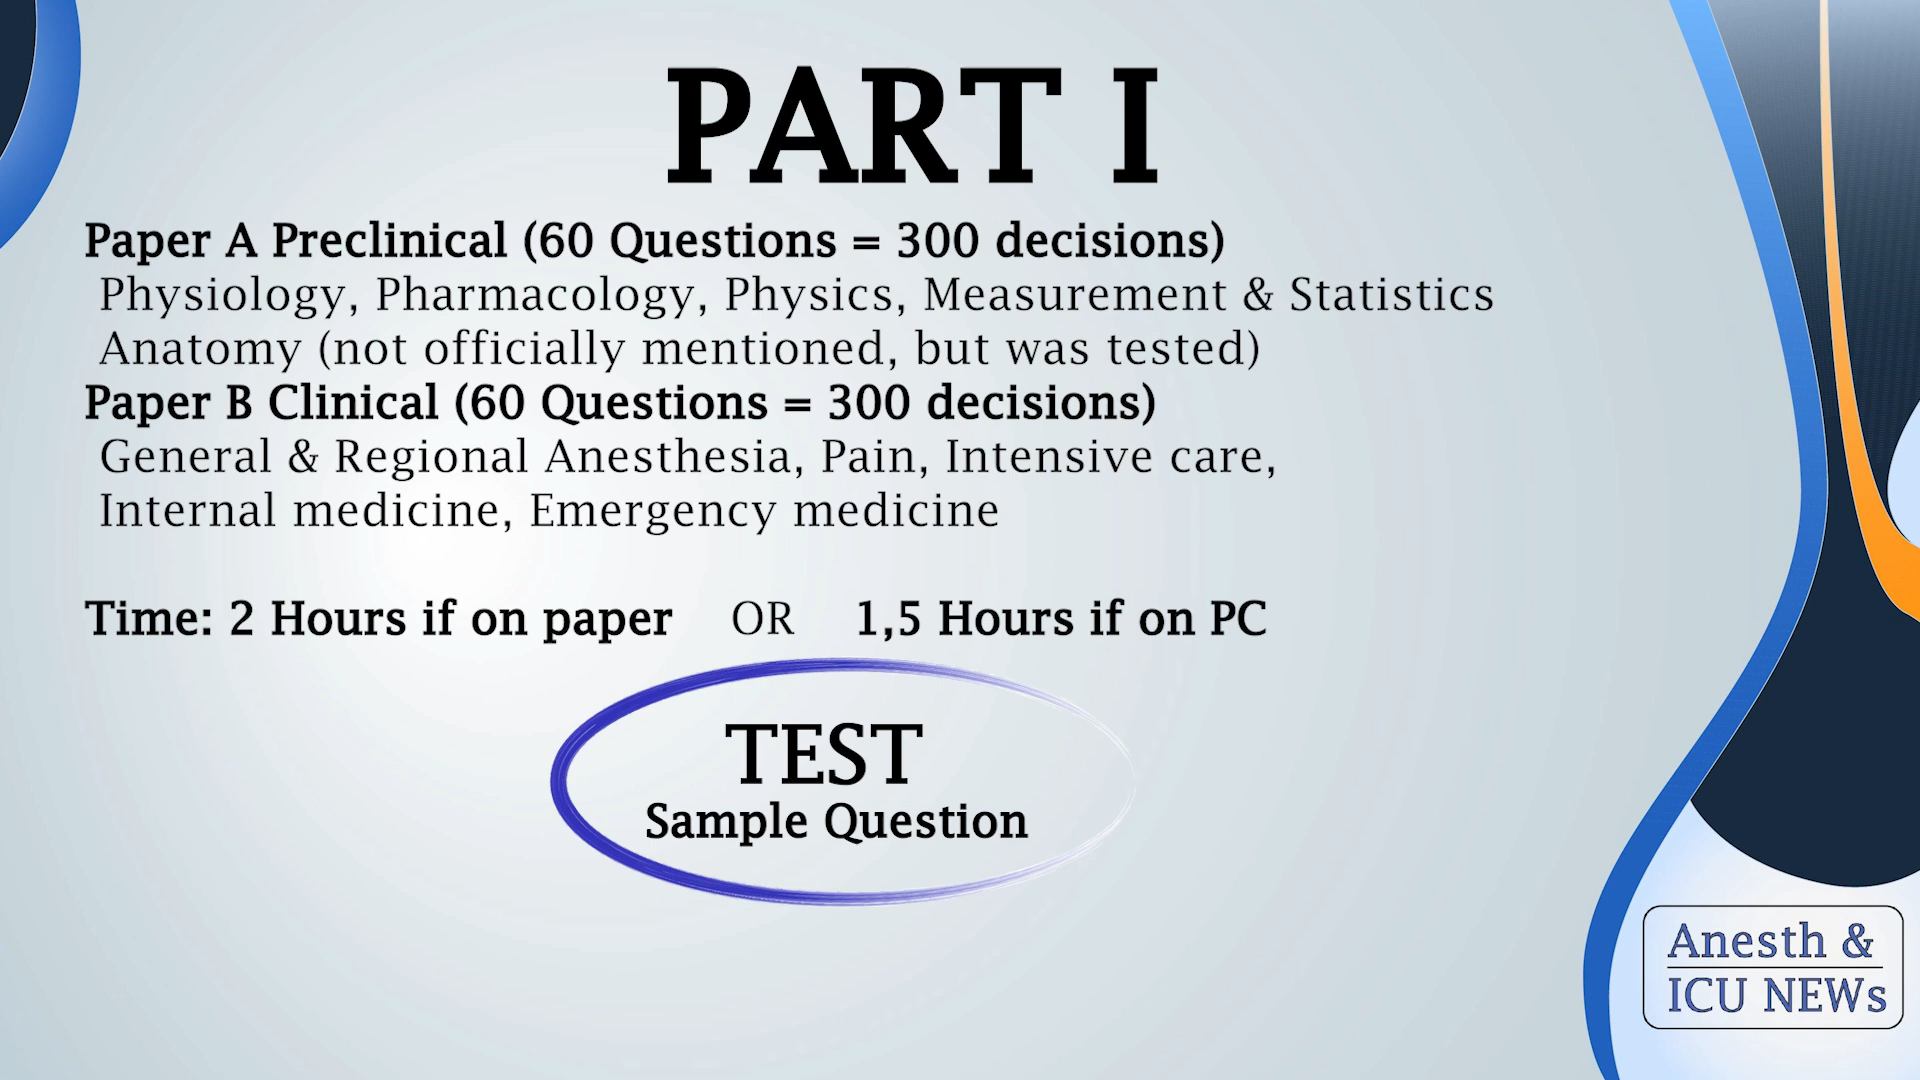 PART I
Paper A Preclinical (60 Questions = 300 decisions)
Physiology, Pharmacology, Physics, Measurement & Statistics
Anatomy (not officially mentioned, but was tested)
Paper B Clinical (60 Questions = 300 decisions)
General & Regional Anesthesia, Pain, Intensive care,
Internal medicine, Emergency medicine
Time: 2 Hours if on paper OR 1,5 Hours if on PC
TEST
Sample Question
Anesth &
ICU NEWs